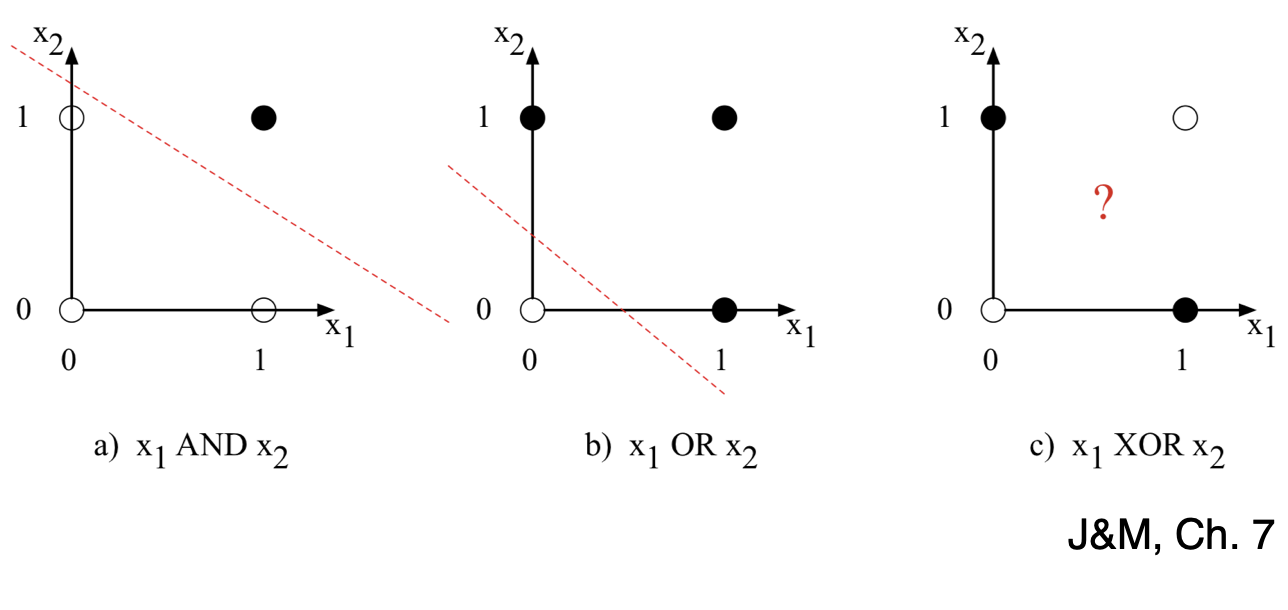 x2 x2 x2
1 1 1
?
0 0 0
x1 x1 x1
0 1 0 1 0 1
a) x1 AND x2 b) x1 OR x2 c) x1 XOR x2
J&M, Ch. 7